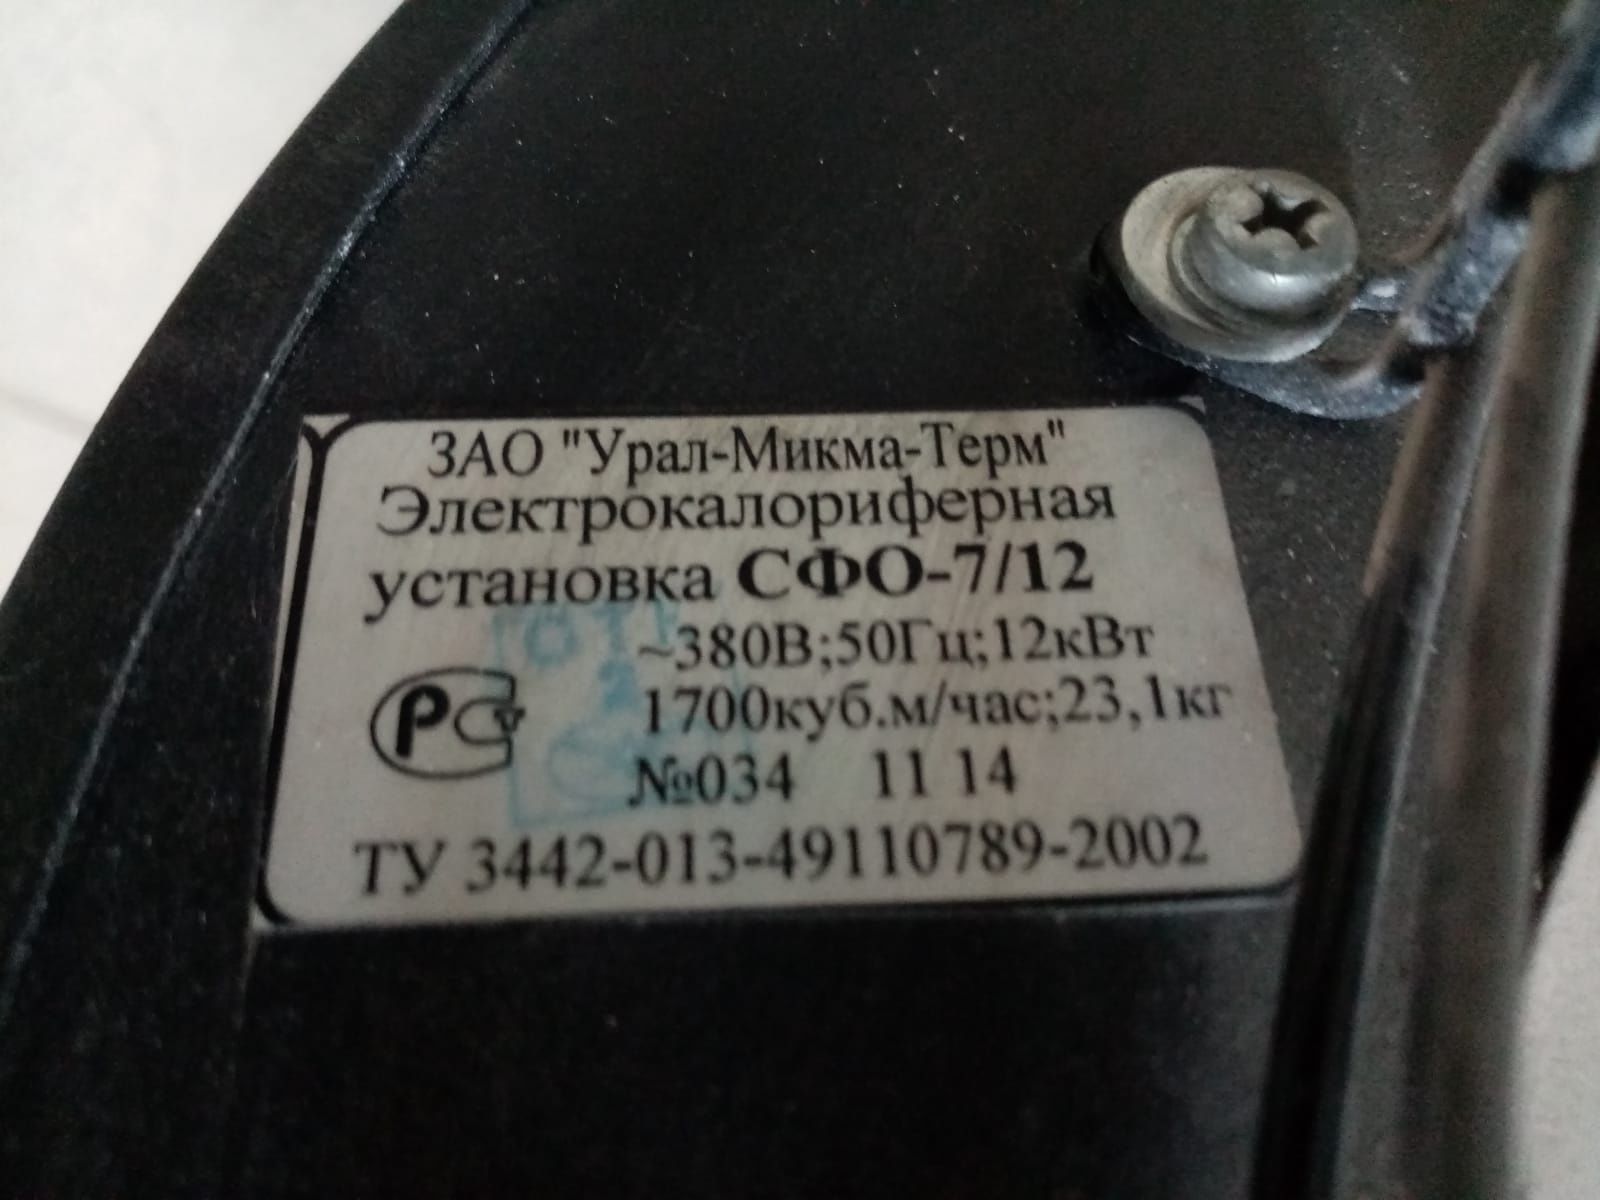 ЗАО "Урал-Микма-Терм"
Электрокалориферная
установка СФО-7/12
~380В;50Гц;12кВт
1700куб.м/час;23,1кг
№034 11 14
ТУ 3442-013-49110789-2002
РСТ